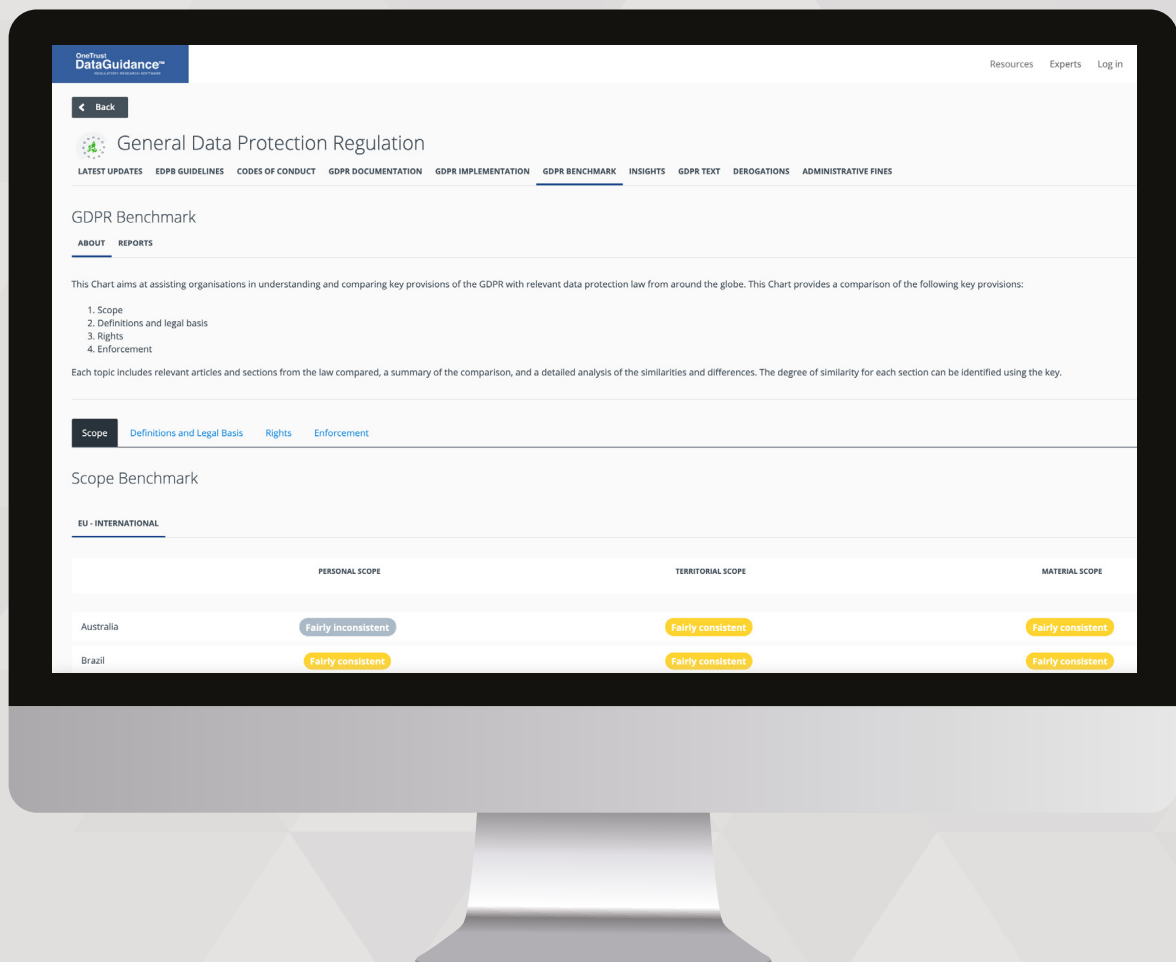 OneTrust
DataGuidance™
REGULATORY RESEARCH SOFTWARE
Resources Experts Log in
Back
General Data Protection Regulation
LATEST UPDATES EDPB GUIDELINES CODES OF CONDUCT GDPR DOCUMENTATION GDPR IMPLEMENTATION GDPR BENCHMARK INSIGHTS GDPR TEXT DEROGATIONS ADMINISTRATIVE FINES
GDPR Benchmark
ABOUT REPORTS
This Chart aims at assisting organisations in understanding and comparing key provisions of the GDPR with relevant data protection law from around the globe. This Chart provides a comparison of the following key provisions:
1. Scope
2. Definitions and legal basis
3. Rights
4. Enforcement
Each topic includes relevant articles and sections from the law compared, a summary of the comparison, and a detailed analysis of the similarities and differences. The degree of similarity for each section can be identified using the key.
Scope Definitions and Legal Basis Rights Enforcement
Scope Benchmark
EU - INTERNATIONAL
PERSONAL SCOPE TERRITORIAL SCOPE MATERIAL SCOPE
Australia Fairly inconsistent Fairly consistent Fairly consistent
Brazil Fairly consistent Fairly consistent Fairly consistent